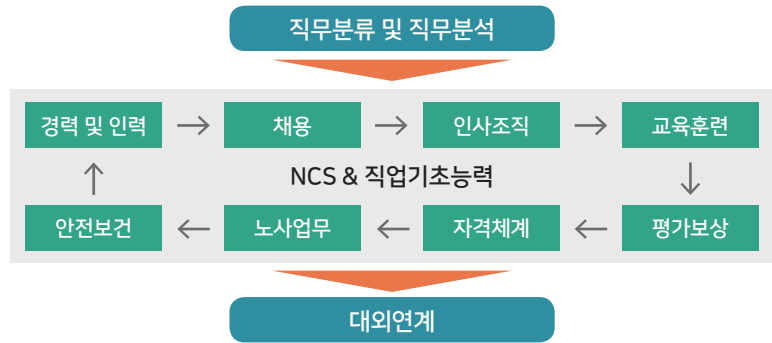 직무분류 및 직무분석
경력 및 인력
채용
인사조직
교육훈련
NCS & 직업기초능력
안전보건
노사업무
자격체계
평가보상
대외연계